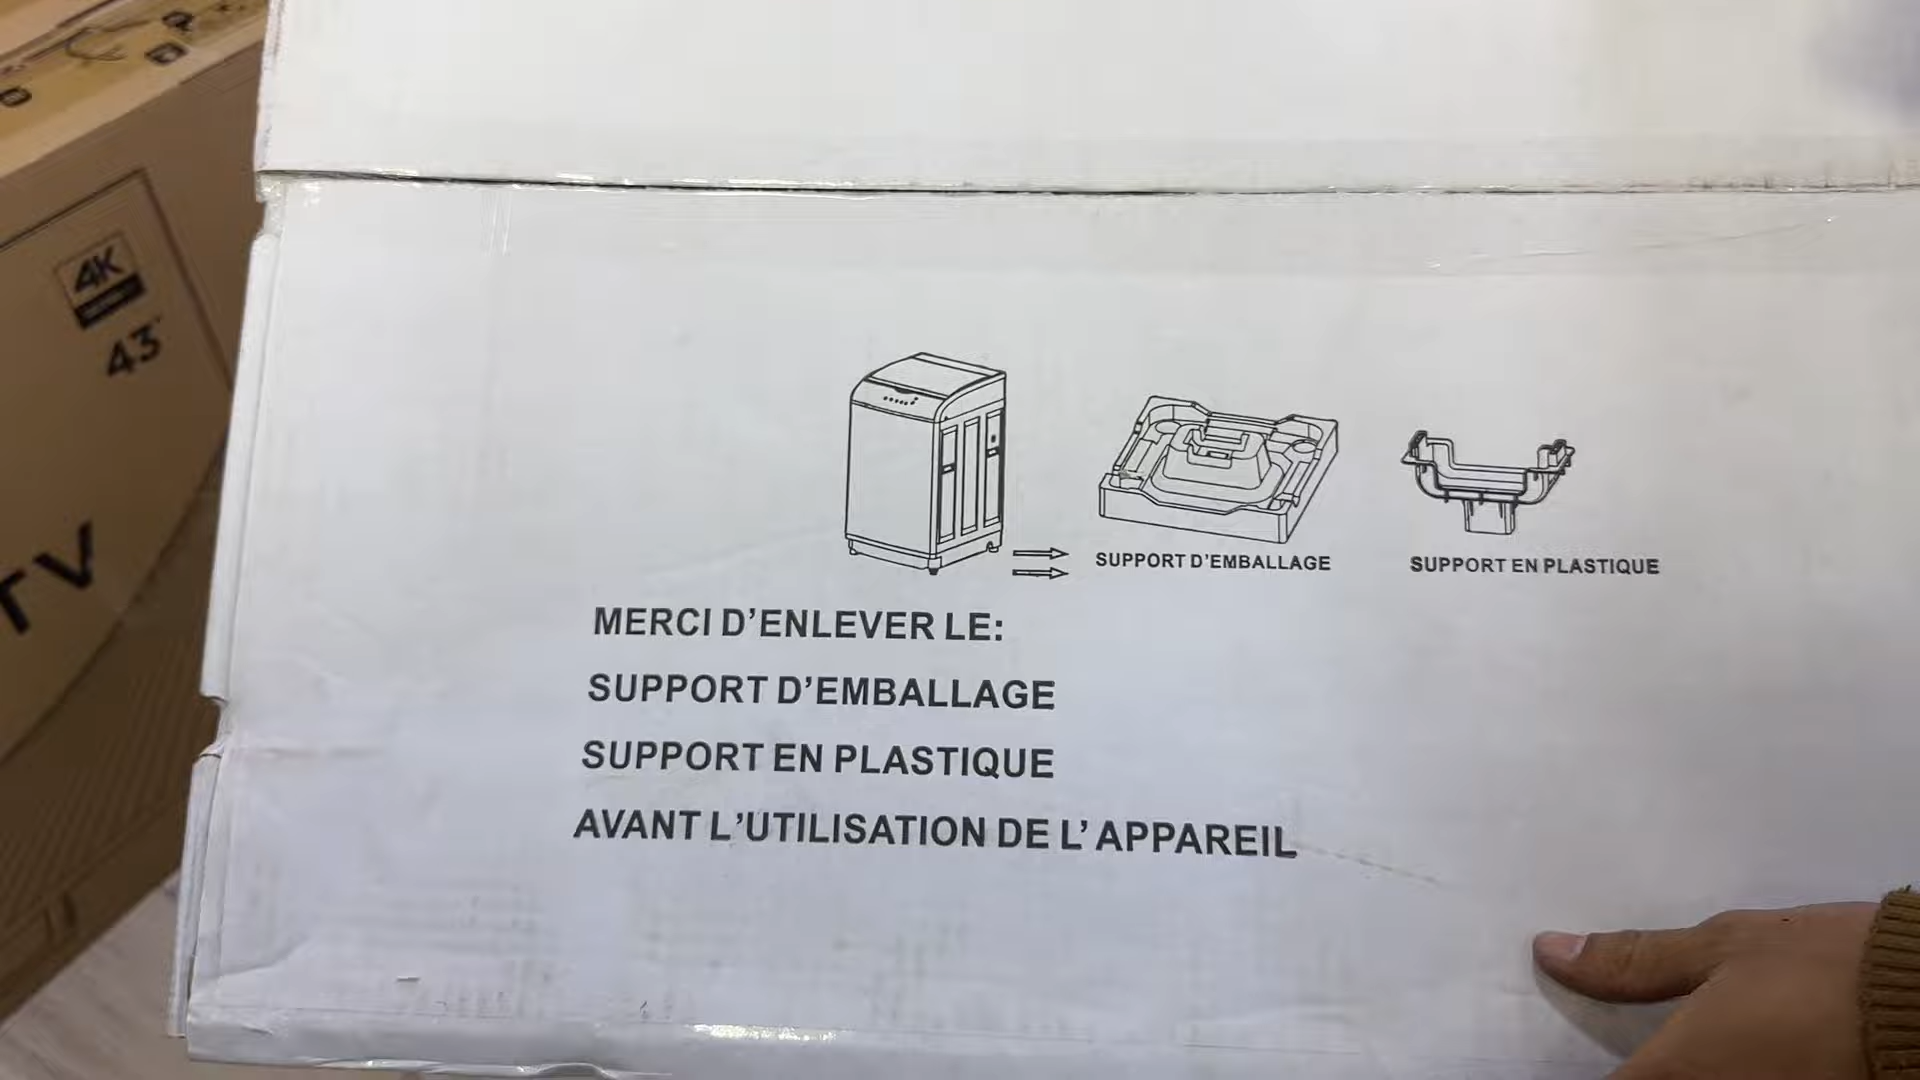 4K
43"
TV
SUPPORT D'EMBALLAGE
SUPPORT EN PLASTIQUE
MERCI D'ENLEVER LE:
SUPPORT D'EMBALLAGE
SUPPORT EN PLASTIQUE
AVANT L'UTILISATION DE L' APPAREIL